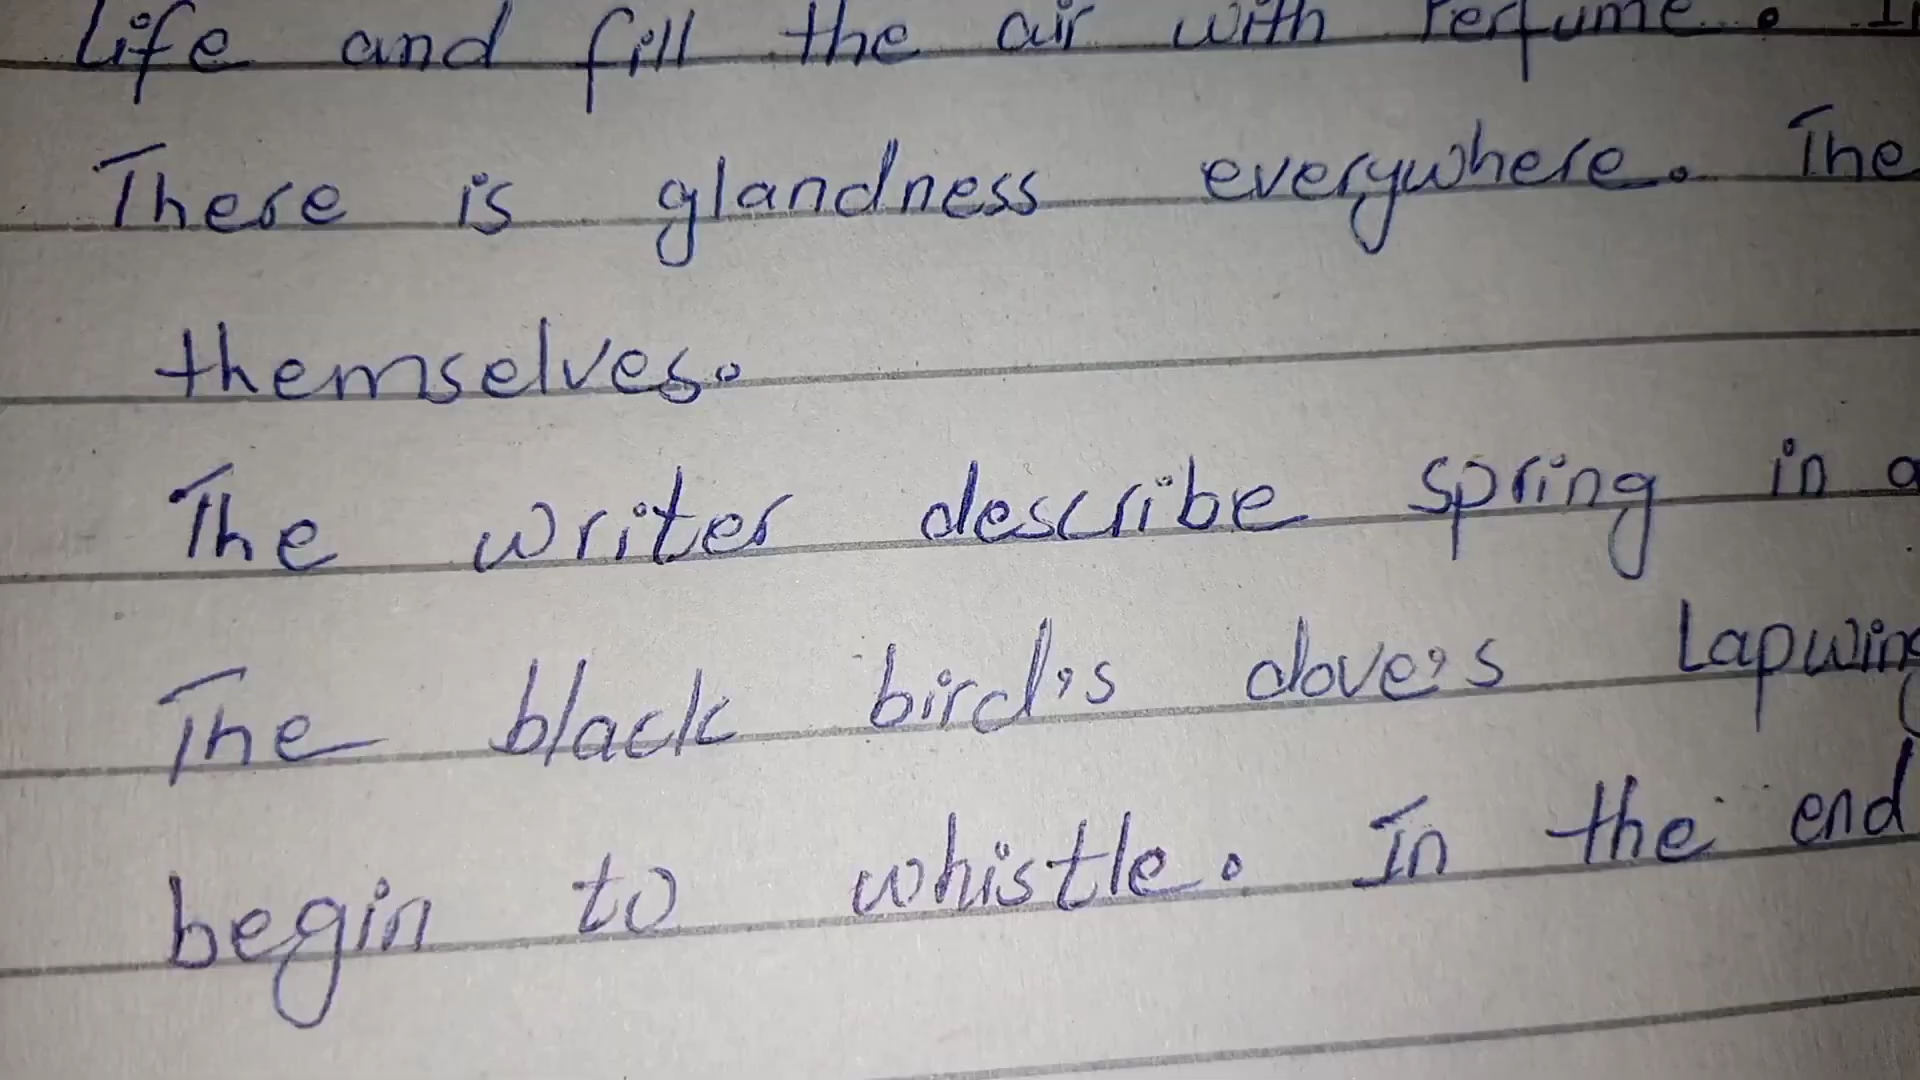 life and fill the air with Perfume. I
There is glandness everywhere. The
themselves.
The writer describe spring in a
The black bird's dove's Lapwing
begin to whistle. In the end